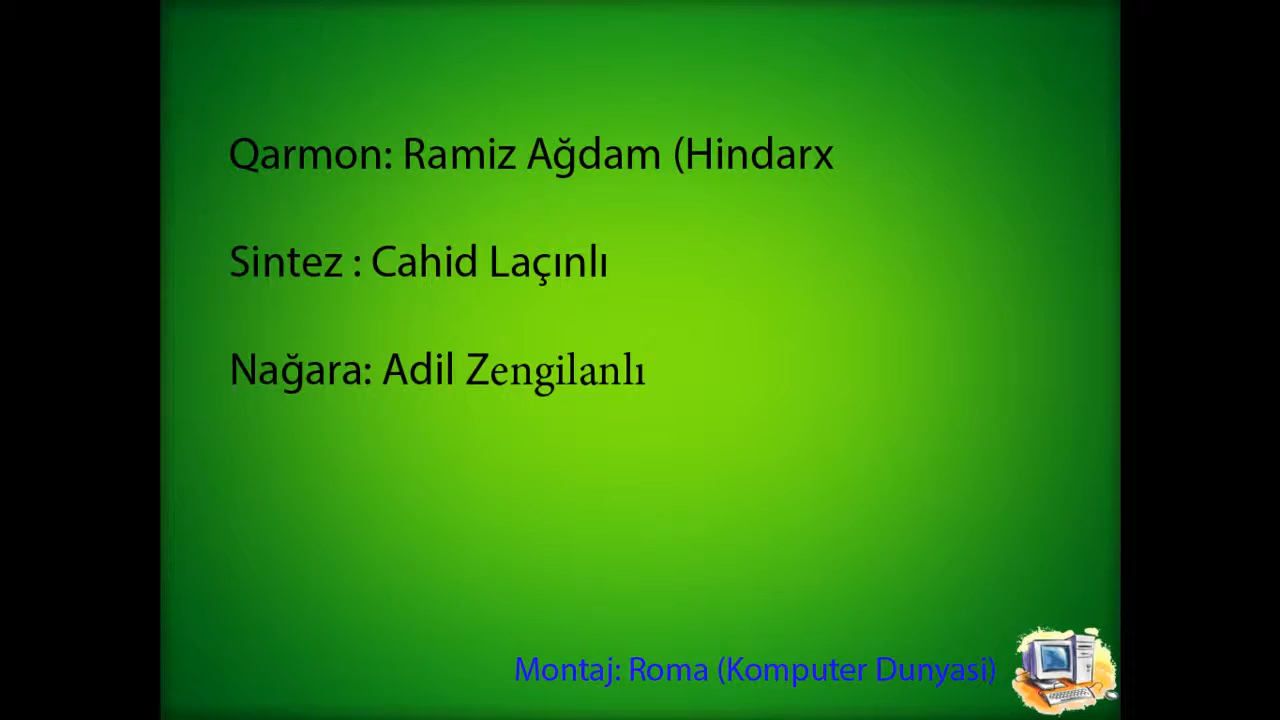 Qarmon: Ramiz Ağdam (Hindarx
Sintez : Cahid Laçınlı
Nağara: Adil Zengilanlı
Montaj: Roma (Komputer Dunyasi)